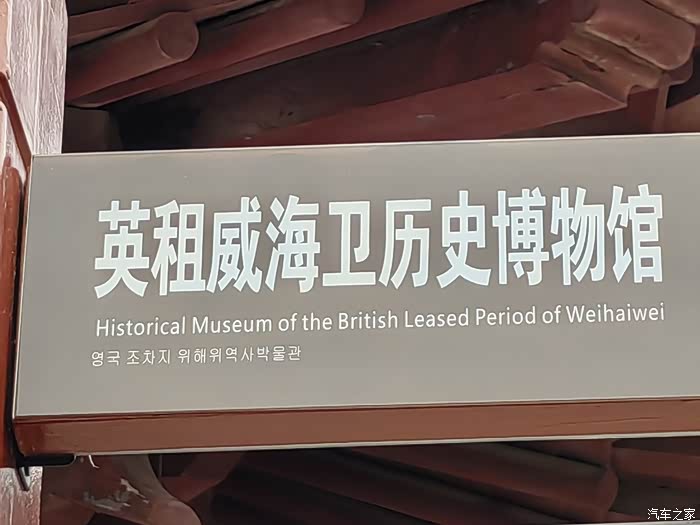 英租威海卫历史博物馆
Historical Museum of the British Leased Period of Weihaiwei
영국 조차지 위해위역사박물관
汽车之家